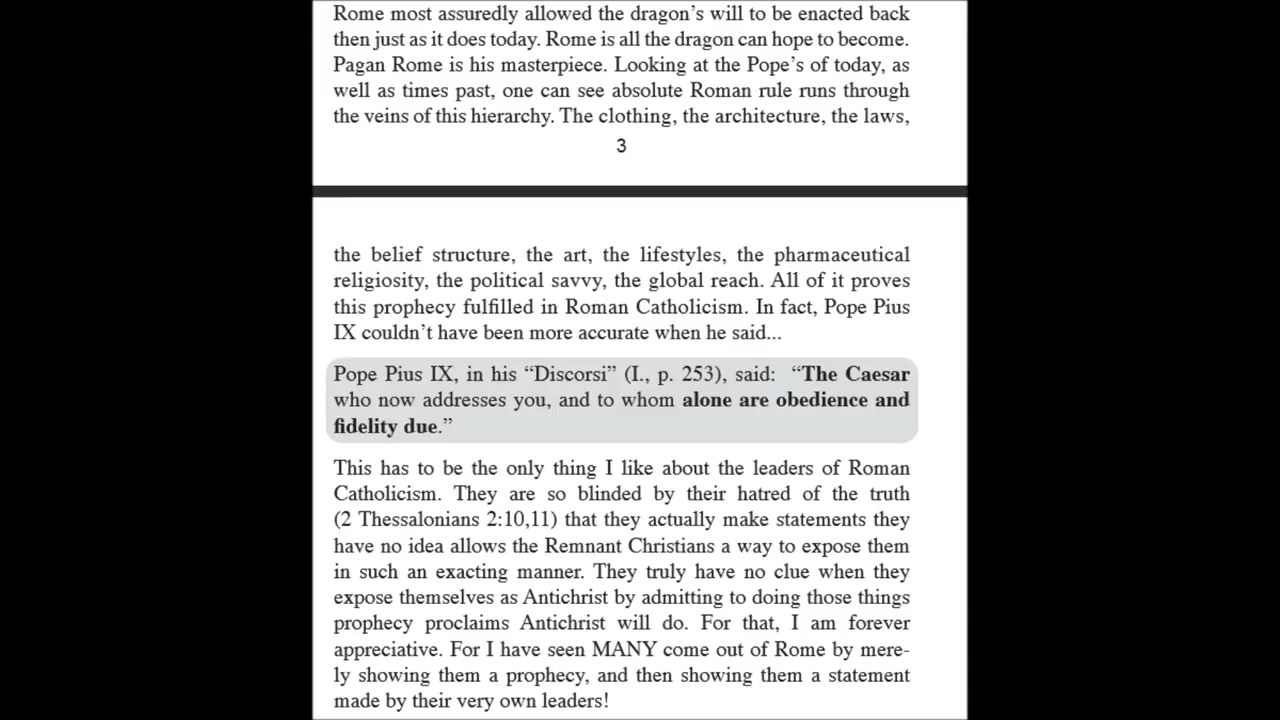 Rome most assuredly allowed the dragon's will to be enacted back
then just as it does today. Rome is all the dragon can hope to become.
Pagan Rome is his masterpiece. Looking at the Pope's of today, as
well as times past, one can see absolute Roman rule runs through
the veins of this hierarchy. The clothing, the architecture, the laws,
3
the belief structure, the art, the lifestyles, the pharmaceutical
religiosity, the political savvy, the global reach. All of it proves
this prophecy fulfilled in Roman Catholicism. In fact, Pope Pius
IX couldn't have been more accurate when he said...
Pope Pius IX, in his “Discorsi” (I., p. 253), said: “The Caesar
who now addresses you, and to whom alone are obedience and
fidelity due.”
This has to be the only thing I like about the leaders of Roman
Catholicism. They are so blinded by their hatred of the truth
(2 Thessalonians 2:10,11) that they actually make statements they
have no idea allows the Remnant Christians a way to expose them
in such an exacting manner. They truly have no clue when they
expose themselves as Antichrist by admitting to doing those things
prophecy proclaims Antichrist will do. For that, I am forever
appreciative. For I have seen MANY come out of Rome by mere-
ly showing them a prophecy, and then showing them a statement
made by their very own leaders!